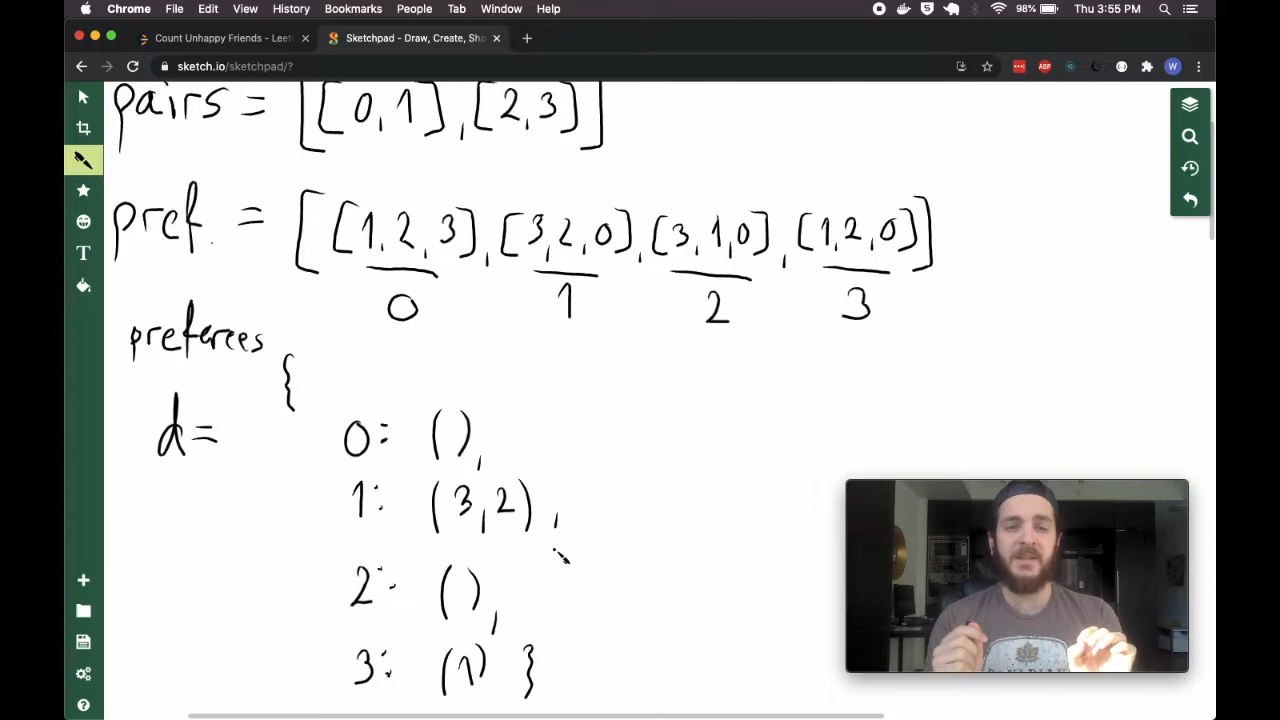 Chrome File Edit View History Bookmarks People Tab Window Help 98% Thu 3:55 PM
Count Unhappy Friends - Leet Sketchpad - Draw, Create, Sha
sketch.io/sketchpad/? ABP W
pairs = [[0,1],[2,3]]
pref. = [[1,2,3],[3,2,0],[3,1,0],[1,2,0]]
0 1 2 3
preferees
{
d= 0: (),
1: (3,2),
2: (),
3: (1) }